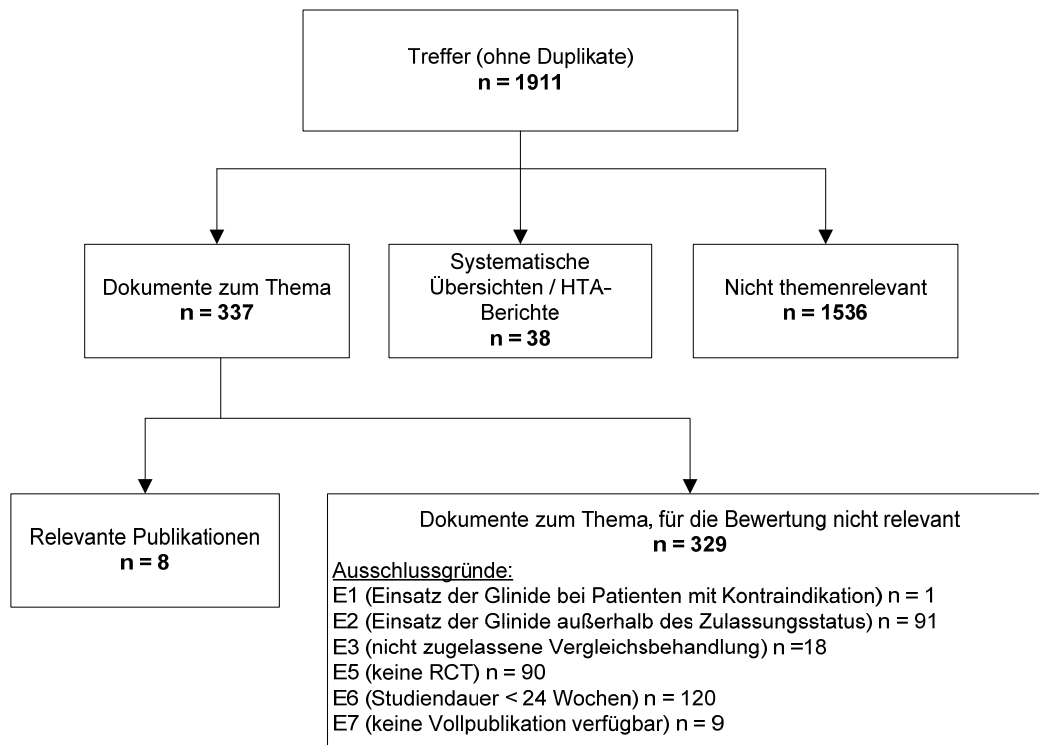 Treffer (ohne Duplikate)
n = 1911
Dokumente zum Thema
n = 337
Systematische
Übersichten / HTA-
Berichte
n = 38
Nicht themenrelevant
n = 1536
Relevante Publikationen
n = 8
Dokumente zum Thema, für die Bewertung nicht relevant
n = 329
Ausschlussgründe:
E1 (Einsatz der Glinide bei Patienten mit Kontraindikation) n = 1
E2 (Einsatz der Glinide außerhalb des Zulassungsstatus) n = 91
E3 (nicht zugelassene Vergleichsbehandlung) n =18
E5 (keine RCT) n = 90
E6 (Studiendauer < 24 Wochen) n = 120
E7 (keine Vollpublikation verfügbar) n = 9